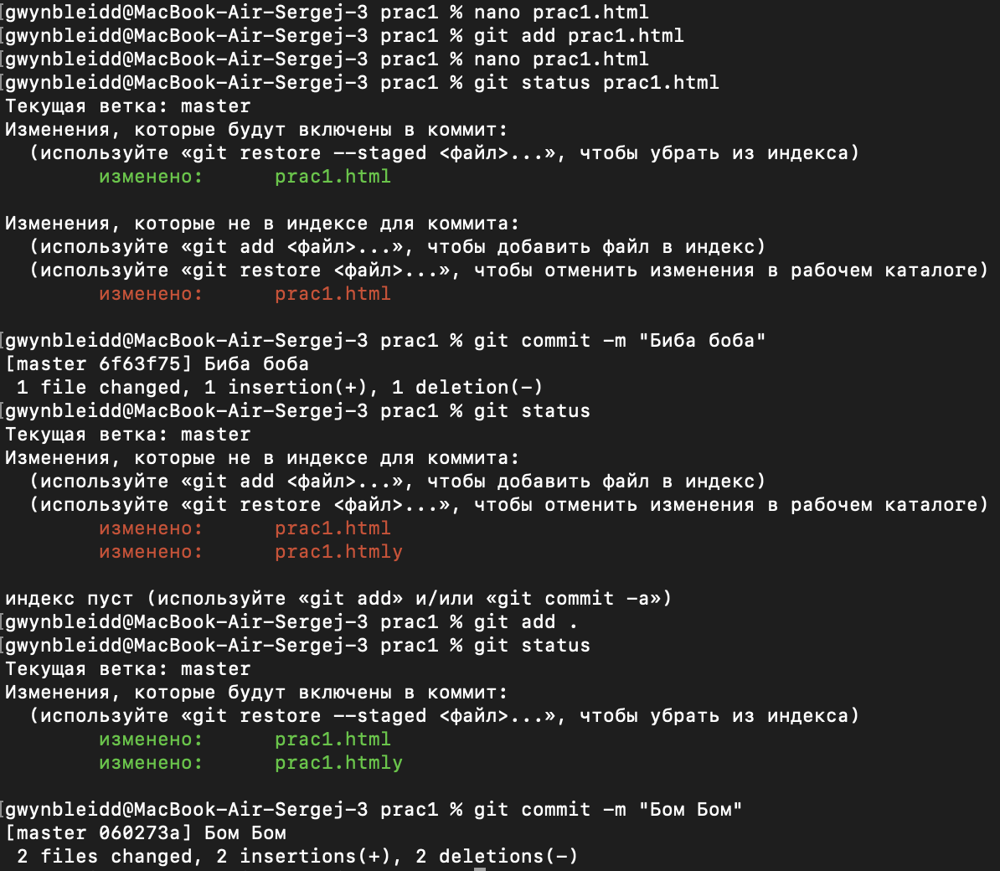 [gwynbleidd@MacBook-Air-Sergej-3 prac1 % nano prac1.html
[gwynbleidd@MacBook-Air-Sergej-3 prac1 % git add prac1.html
[gwynbleidd@MacBook-Air-Sergej-3 prac1 % nano prac1.html
[gwynbleidd@MacBook-Air-Sergej-3 prac1 % git status prac1.html
Текущая ветка: master
Изменения, которые будут включены в коммит:
  (используйте «git restore --staged <файл>...», чтобы убрать из индекса)
        изменено:      prac1.html

Изменения, которые не в индексе для коммита:
  (используйте «git add <файл>...», чтобы добавить файл в индекс)
  (используйте «git restore <файл>...», чтобы отменить изменения в рабочем каталоге)
        изменено:      prac1.html

[gwynbleidd@MacBook-Air-Sergej-3 prac1 % git commit -m "Биба боба"
[master 6f63f75] Биба боба
 1 file changed, 1 insertion(+), 1 deletion(-)
[gwynbleidd@MacBook-Air-Sergej-3 prac1 % git status
Текущая ветка: master
Изменения, которые не в индексе для коммита:
  (используйте «git add <файл>...», чтобы добавить файл в индекс)
  (используйте «git restore <файл>...», чтобы отменить изменения в рабочем каталоге)
        изменено:      prac1.html
        изменено:      prac1.htmly

индекс пуст (используйте «git add» и/или «git commit -a»)
[gwynbleidd@MacBook-Air-Sergej-3 prac1 % git add .
[gwynbleidd@MacBook-Air-Sergej-3 prac1 % git status
Текущая ветка: master
Изменения, которые будут включены в коммит:
  (используйте «git restore --staged <файл>...», чтобы убрать из индекса)
        изменено:      prac1.html
        изменено:      prac1.htmly

[gwynbleidd@MacBook-Air-Sergej-3 prac1 % git commit -m "Бом Бом"
[master 060273a] Бом Бом
 2 files changed, 2 insertions(+), 2 deletions(-)